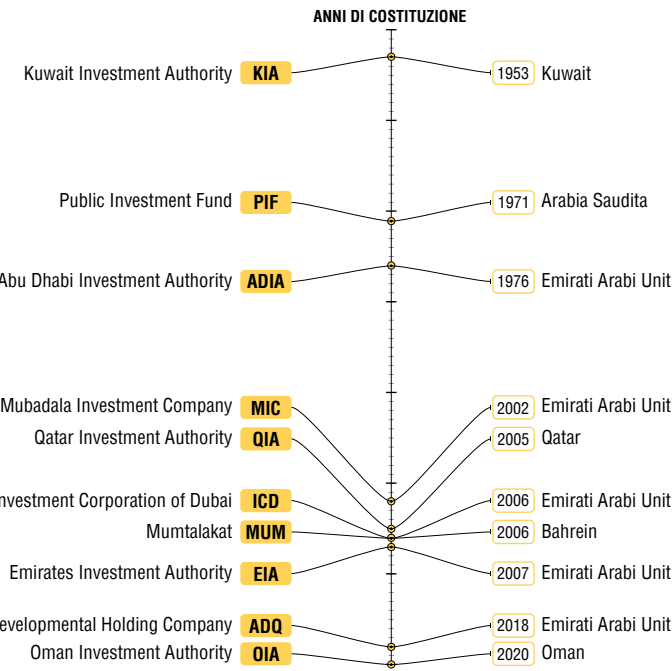 ANNI DI COSTITUZIONE
Kuwait Investment Authority KIA 1953 Kuwait
Public Investment Fund PIF 1971 Arabia Saudita
Abu Dhabi Investment Authority ADIA 1976 Emirati Arabi Unit
Mubadala Investment Company MIC 2002 Emirati Arabi Unit
Qatar Investment Authority QIA 2005 Qatar
nvestment Corporation of Dubai ICD 2006 Emirati Arabi Unit
Mumtalakat MUM 2006 Bahrein
Emirates Investment Authority EIA 2007 Emirati Arabi Unit
evelopmental Holding Company ADQ 2018 Emirati Arabi Unit
Oman Investment Authority OIA 2020 Oman